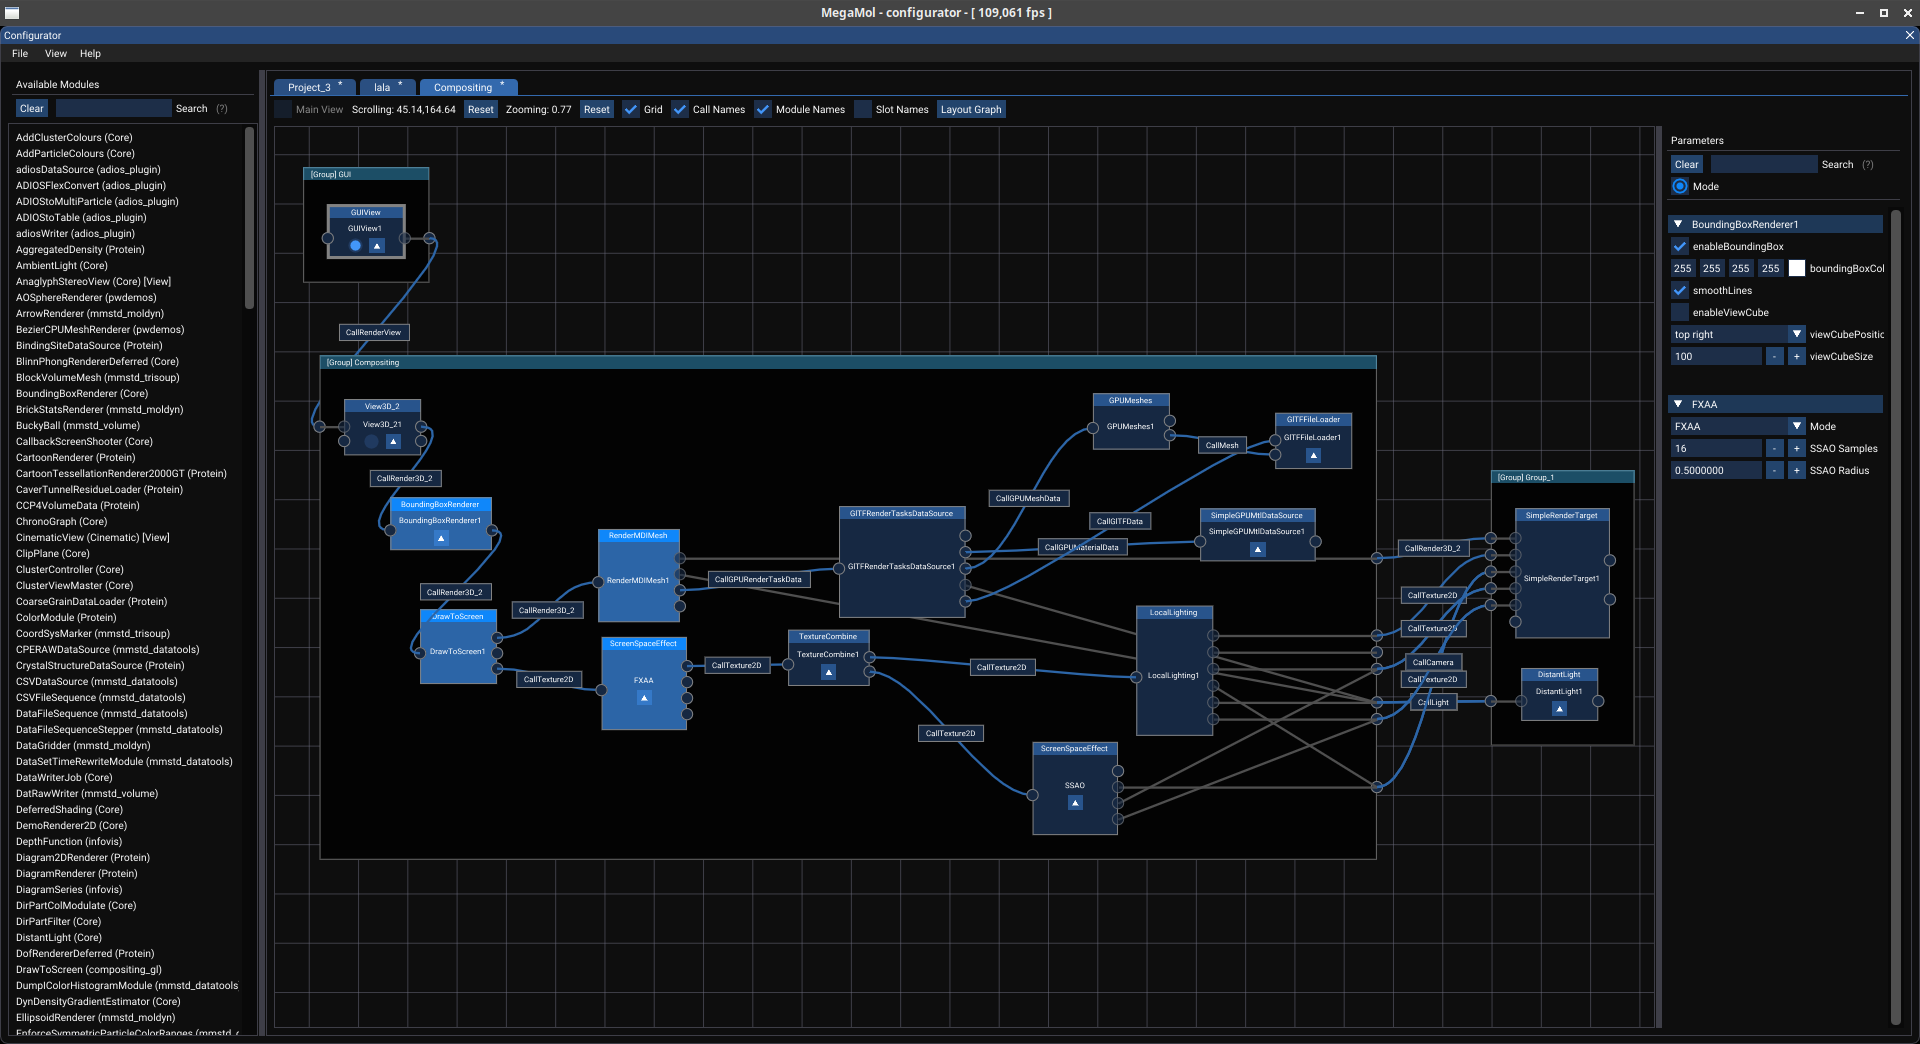 MegaMol - configurator - [ 109,061 fps ]
Configurator
File View Help
Available Modules
Clear Search (?)
AddClusterColours (Core)
AddParticleColours (Core)
adiosDataSource (adios_plugin)
ADIOSFlexConvert (adios_plugin)
ADIOStoMultiParticle (adios_plugin)
ADIOStoTable (adios_plugin)
adiosWriter (adios_plugin)
AggregatedDensity (Protein)
AmbientLight (Core)
AnaglyphStereoView (Core) [View]
AOSphereRenderer (pwdemos)
ArrowRenderer (mmstd_moldyn)
BezierCPUMeshRenderer (pwdemos)
BindingSiteDataSource (Protein)
BlinnPhongRendererDeferred (Core)
BlockVolumeMesh (mmstd_trisoup)
BoundingBoxRenderer (Core)
BrickStatsRenderer (mmstd_moldyn)
BuckyBall (mmstd_volume)
CallbackScreenShooter (Core)
CartoonRenderer (Protein)
CartoonTessellationRenderer2000GT (Protein)
CaverTunnelResidueLoader (Protein)
CCP4VolumeData (Protein)
ChronoGraph (Core)
CinematicView (Cinematic) [View]
ClipPlane (Core)
ClusterController (Core)
ClusterViewMaster (Core)
CoarseGrainDataLoader (Protein)
ColorModule (Protein)
CoordSysMarker (mmstd_trisoup)
CPERAWDataSource (mmstd_datatools)
CrystalStructureDataSource (Protein)
CSVDataSource (mmstd_datatools)
CSVFileSequence (mmstd_datatools)
DataFileSequence (mmstd_datatools)
DataFileSequenceStepper (mmstd_datatools)
DataGridder (mmstd_moldyn)
DataSetTimeRewriteModule (mmstd_datatools)
DataWriterJob (Core)
DatRawWriter (mmstd_volume)
DeferredShading (Core)
DemoRenderer2D (Core)
DepthFunction (infovis)
Diagram2DRenderer (Protein)
DiagramRenderer (Protein)
DiagramSeries (infovis)
DirPartColModulate (Core)
DirPartFilter (Core)
DistantLight (Core)
DofRendererDeferred (Protein)
DrawToScreen (compositing_gl)
DumpIColorHistogramModule (mmstd_datatools
DynDensityGradientEstimator (Core)
EllipsoidRenderer (mmstd_moldyn)
EnforceSymmetricParticleColorRanges (mmstd_
Project_3 * lala * Compositing *
Main View Scrolling: 45.14,164.64 Reset Zooming: 0.77 Reset Grid Call Names Module Names Slot Names Layout Graph
[Group] GUI
GUIView
GUIView1
CallRenderView
[Group] Compositing
View3D_2
View3D_21
CallRender3D_2
BoundingBoxRenderer
BoundingBoxRenderer1
CallRender3D_2
DrawToScreen
DrawToScreen1
CallRender3D_2
CallTexture2D
RenderMDIMesh
RenderMDIMesh1
ScreenSpaceEffect
FXAA
CallGPURenderTaskData
CallTexture2D
TextureCombine
TextureCombine1
GlTFRenderTasksDataSource
GlTFRenderTasksDataSource1
CallTexture2D
CallTexture2D
CallGPUMeshData
CallGlTFData
CallGPUMaterialData
GPUMeshes
GPUMeshes1
CallMesh
GlTFFileLoader
GlTFFileLoader1
SimpleGPUMtlDataSource
SimpleGPUMtlDataSource1
LocalLighting
LocalLighting1
ScreenSpaceEffect
SSAO
CallRender3D_2
CallTexture2D
CallTexture2D
CallCamera
CallTexture2D
CallLight
[Group] Group_1
SimpleRenderTarget
SimpleRenderTarget1
DistantLight
DistantLight1
Parameters
Clear Search (?)
Mode
BoundingBoxRenderer1
enableBoundingBox
255 255 255 255 boundingBoxCol
smoothLines
enableViewCube
top right viewCubePositic
100 - + viewCubeSize
FXAA
FXAA Mode
16 - + SSAO Samples
0.5000000 - + SSAO Radius